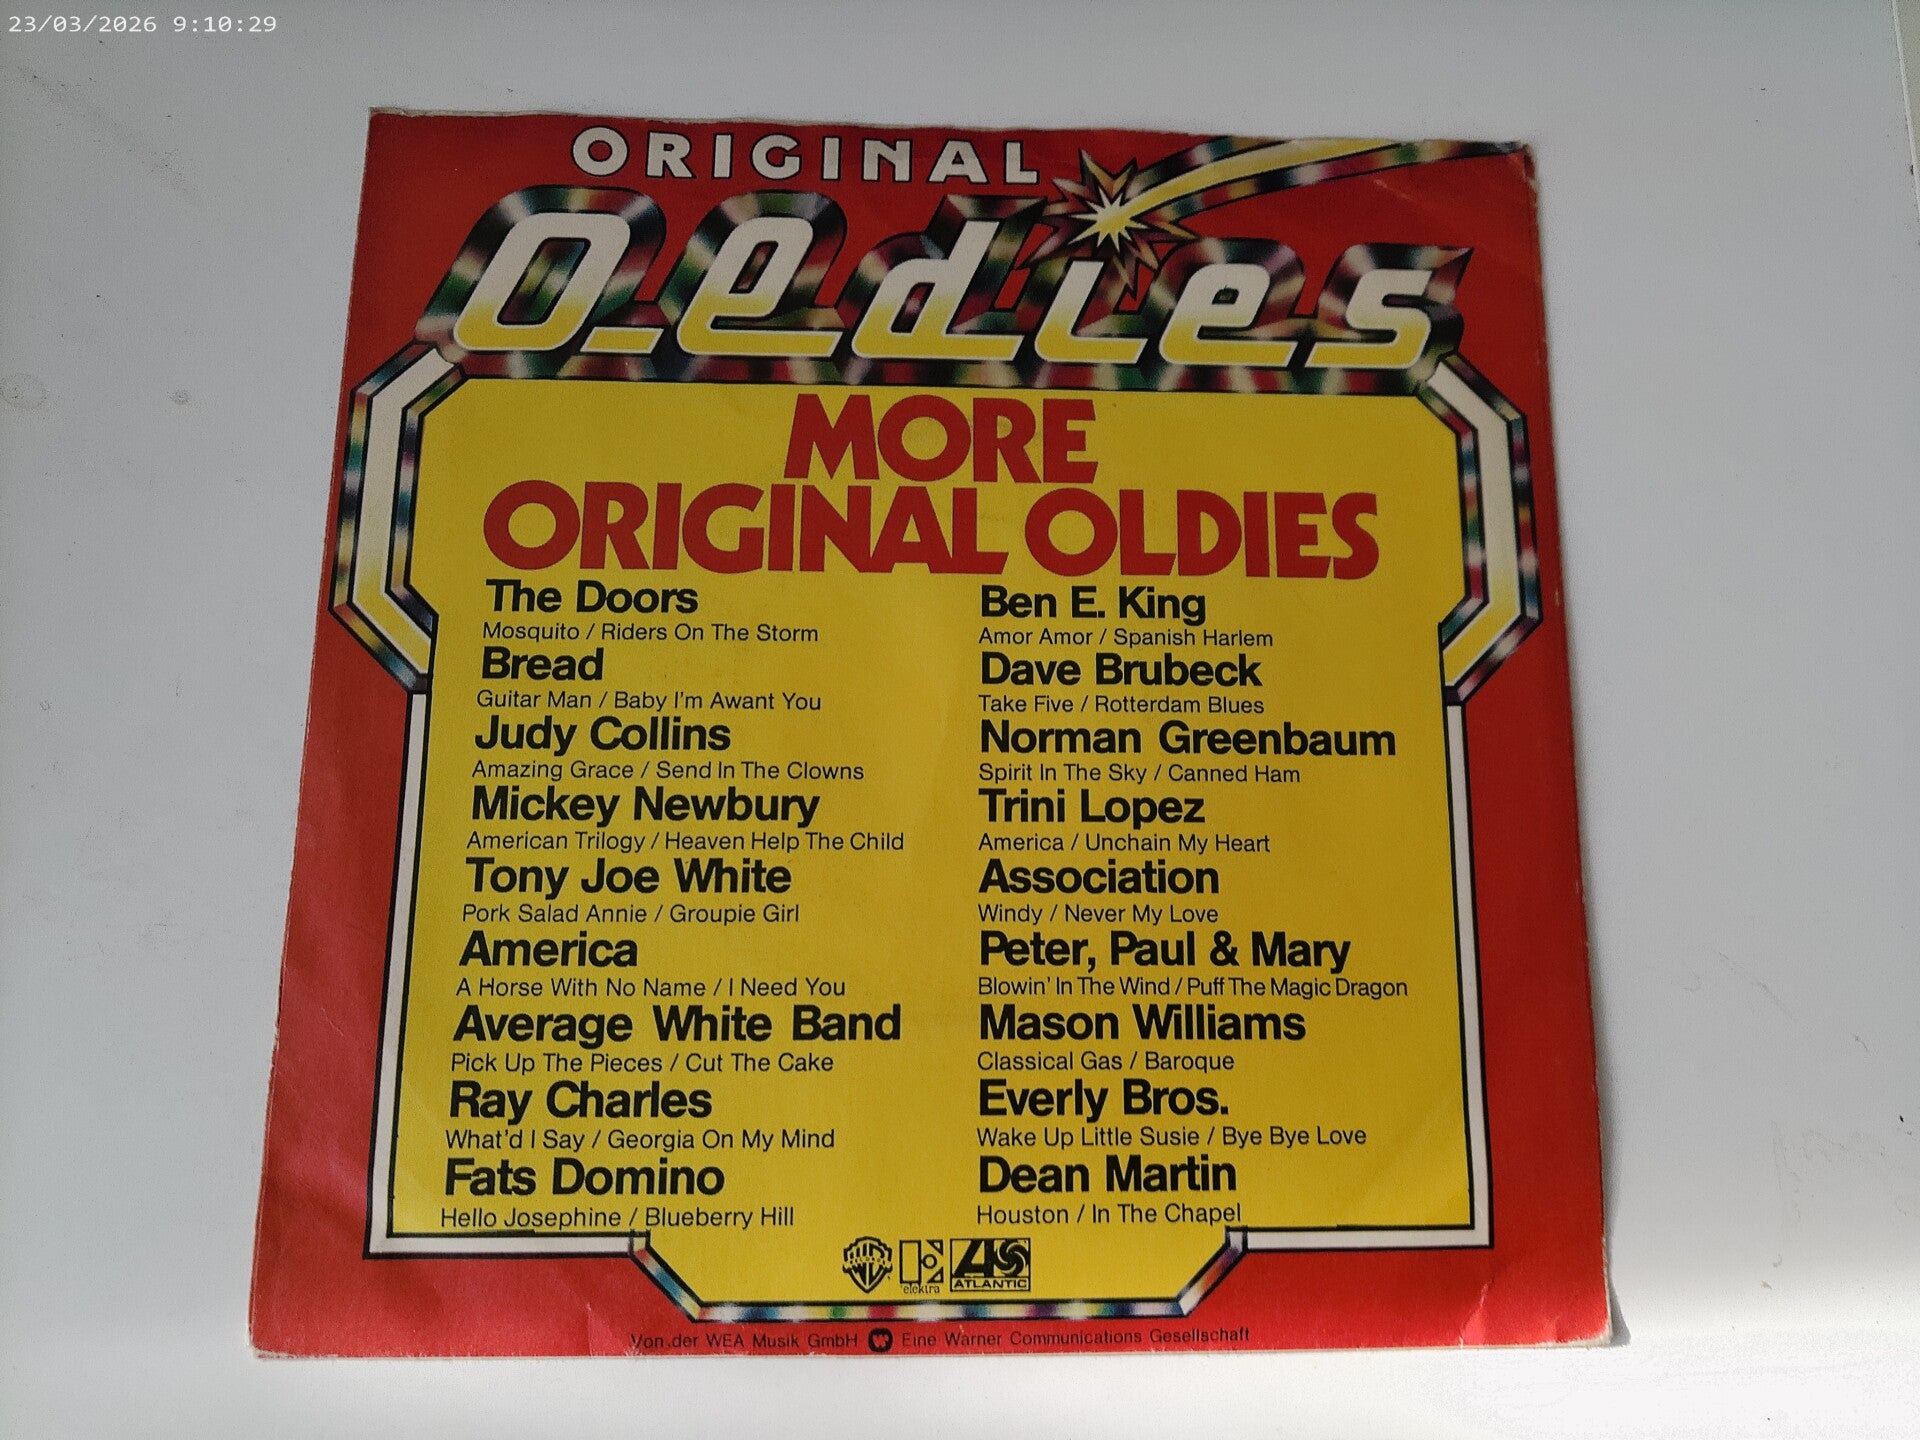 23/03/2026 9:10:29
ORIGINAL
Oedies
MORE
ORIGINAL OLDIES
The Doors
Mosquito / Riders On The Storm
Bread
Guitar Man / Baby I'm Awant You
Judy Collins
Amazing Grace / Send In The Clowns
Mickey Newbury
American Trilogy / Heaven Help The Child
Tony Joe White
Pork Salad Annie / Groupie Girl
America
A Horse With No Name / I Need You
Average White Band
Pick Up The Pieces / Cut The Cake
Ray Charles
What'd I Say / Georgia On My Mind
Fats Domino
Hello Josephine / Blueberry Hill
Ben E. King
Amor Amor / Spanish Harlem
Dave Brubeck
Take Five / Rotterdam Blues
Norman Greenbaum
Spirit In The Sky / Canned Ham
Trini Lopez
America / Unchain My Heart
Association
Windy / Never My Love
Peter, Paul & Mary
Blowin' In The Wind / Puff The Magic Dragon
Mason Williams
Classical Gas / Baroque
Everly Bros.
Wake Up Little Susie / Bye Bye Love
Dean Martin
Houston / In The Chapel
elektra
ATLANTIC
Von der WEA Musik GmbH Eine Warner Communications Gesellschaft